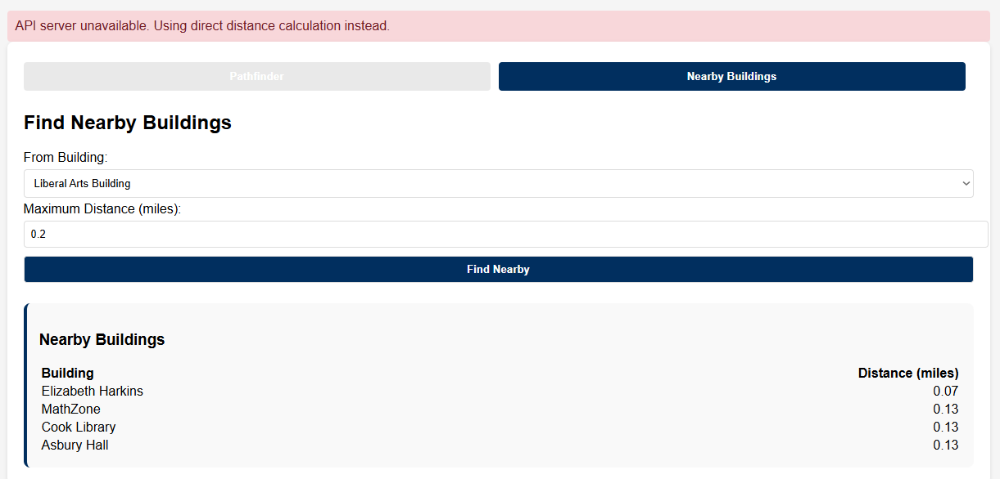 API server unavailable. Using direct distance calculation instead.
Pathfinder Nearby Buildings
Find Nearby Buildings
From Building:
Liberal Arts Building
Maximum Distance (miles):
0.2
Find Nearby
Nearby Buildings
Building Distance (miles)
Elizabeth Harkins 0.07
MathZone 0.13
Cook Library 0.13
Asbury Hall 0.13